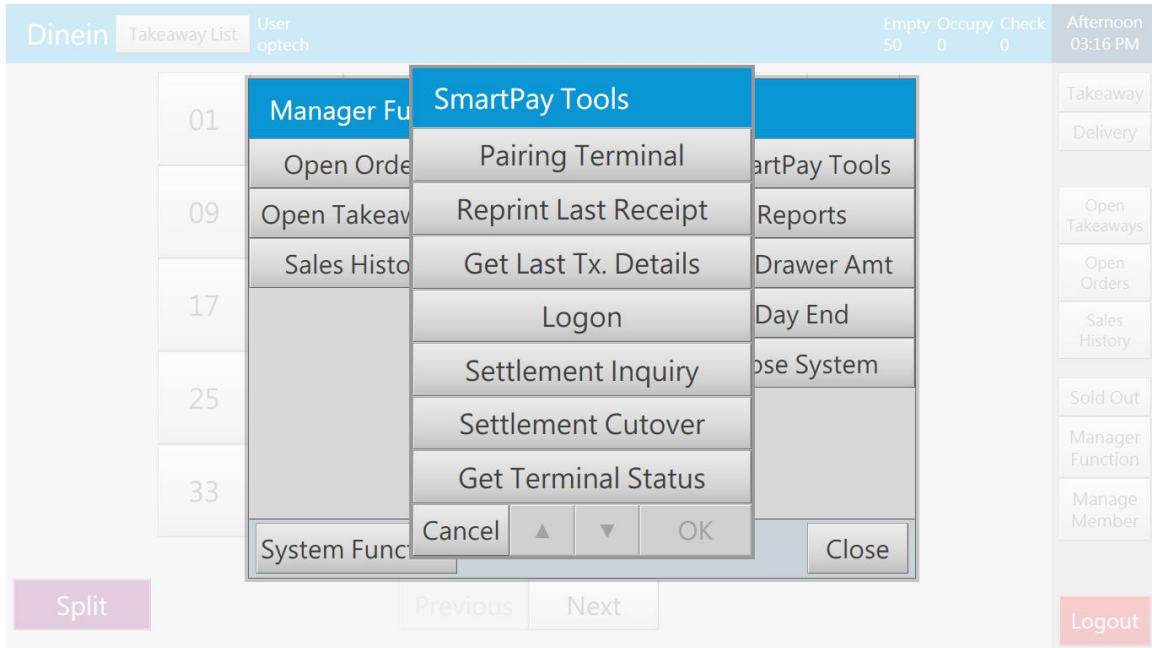 Dinein Takeaway List User Empty Occupy Check Afternoon
optech 50 0 0 03:16 PM
Manager Fu
Open Orde
Open Takeaw
Sales Histo
System Func
SmartPay Tools
Pairing Terminal
Reprint Last Receipt
Get Last Tx. Details
Logon
Settlement Inquiry
Settlement Cutover
Get Terminal Status
Cancel ▲ ▼ OK
artPay Tools
Reports
Drawer Amt
Day End
ose System
Close
01
09
17
25
33
Takeaway
Delivery
Open
Takeaways
Open
Orders
Sales
History
Sold Out
Manager
Function
Manage
Member
Split Previous Next Logout